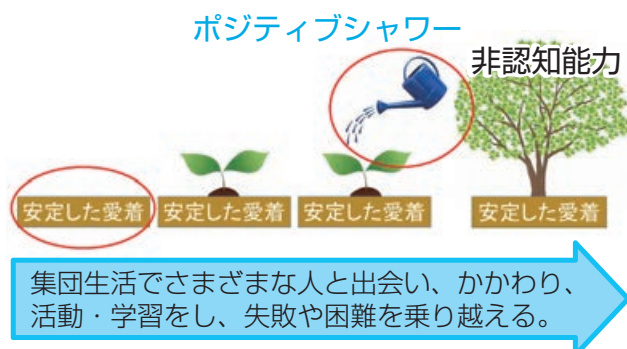 ポジティブシャワー
非認知能力
安定した愛着 安定した愛着 安定した愛着 安定した愛着
集団生活でさまざまな人と出会い、かかわり、
活動・学習をし、失敗や困難を乗り越える。